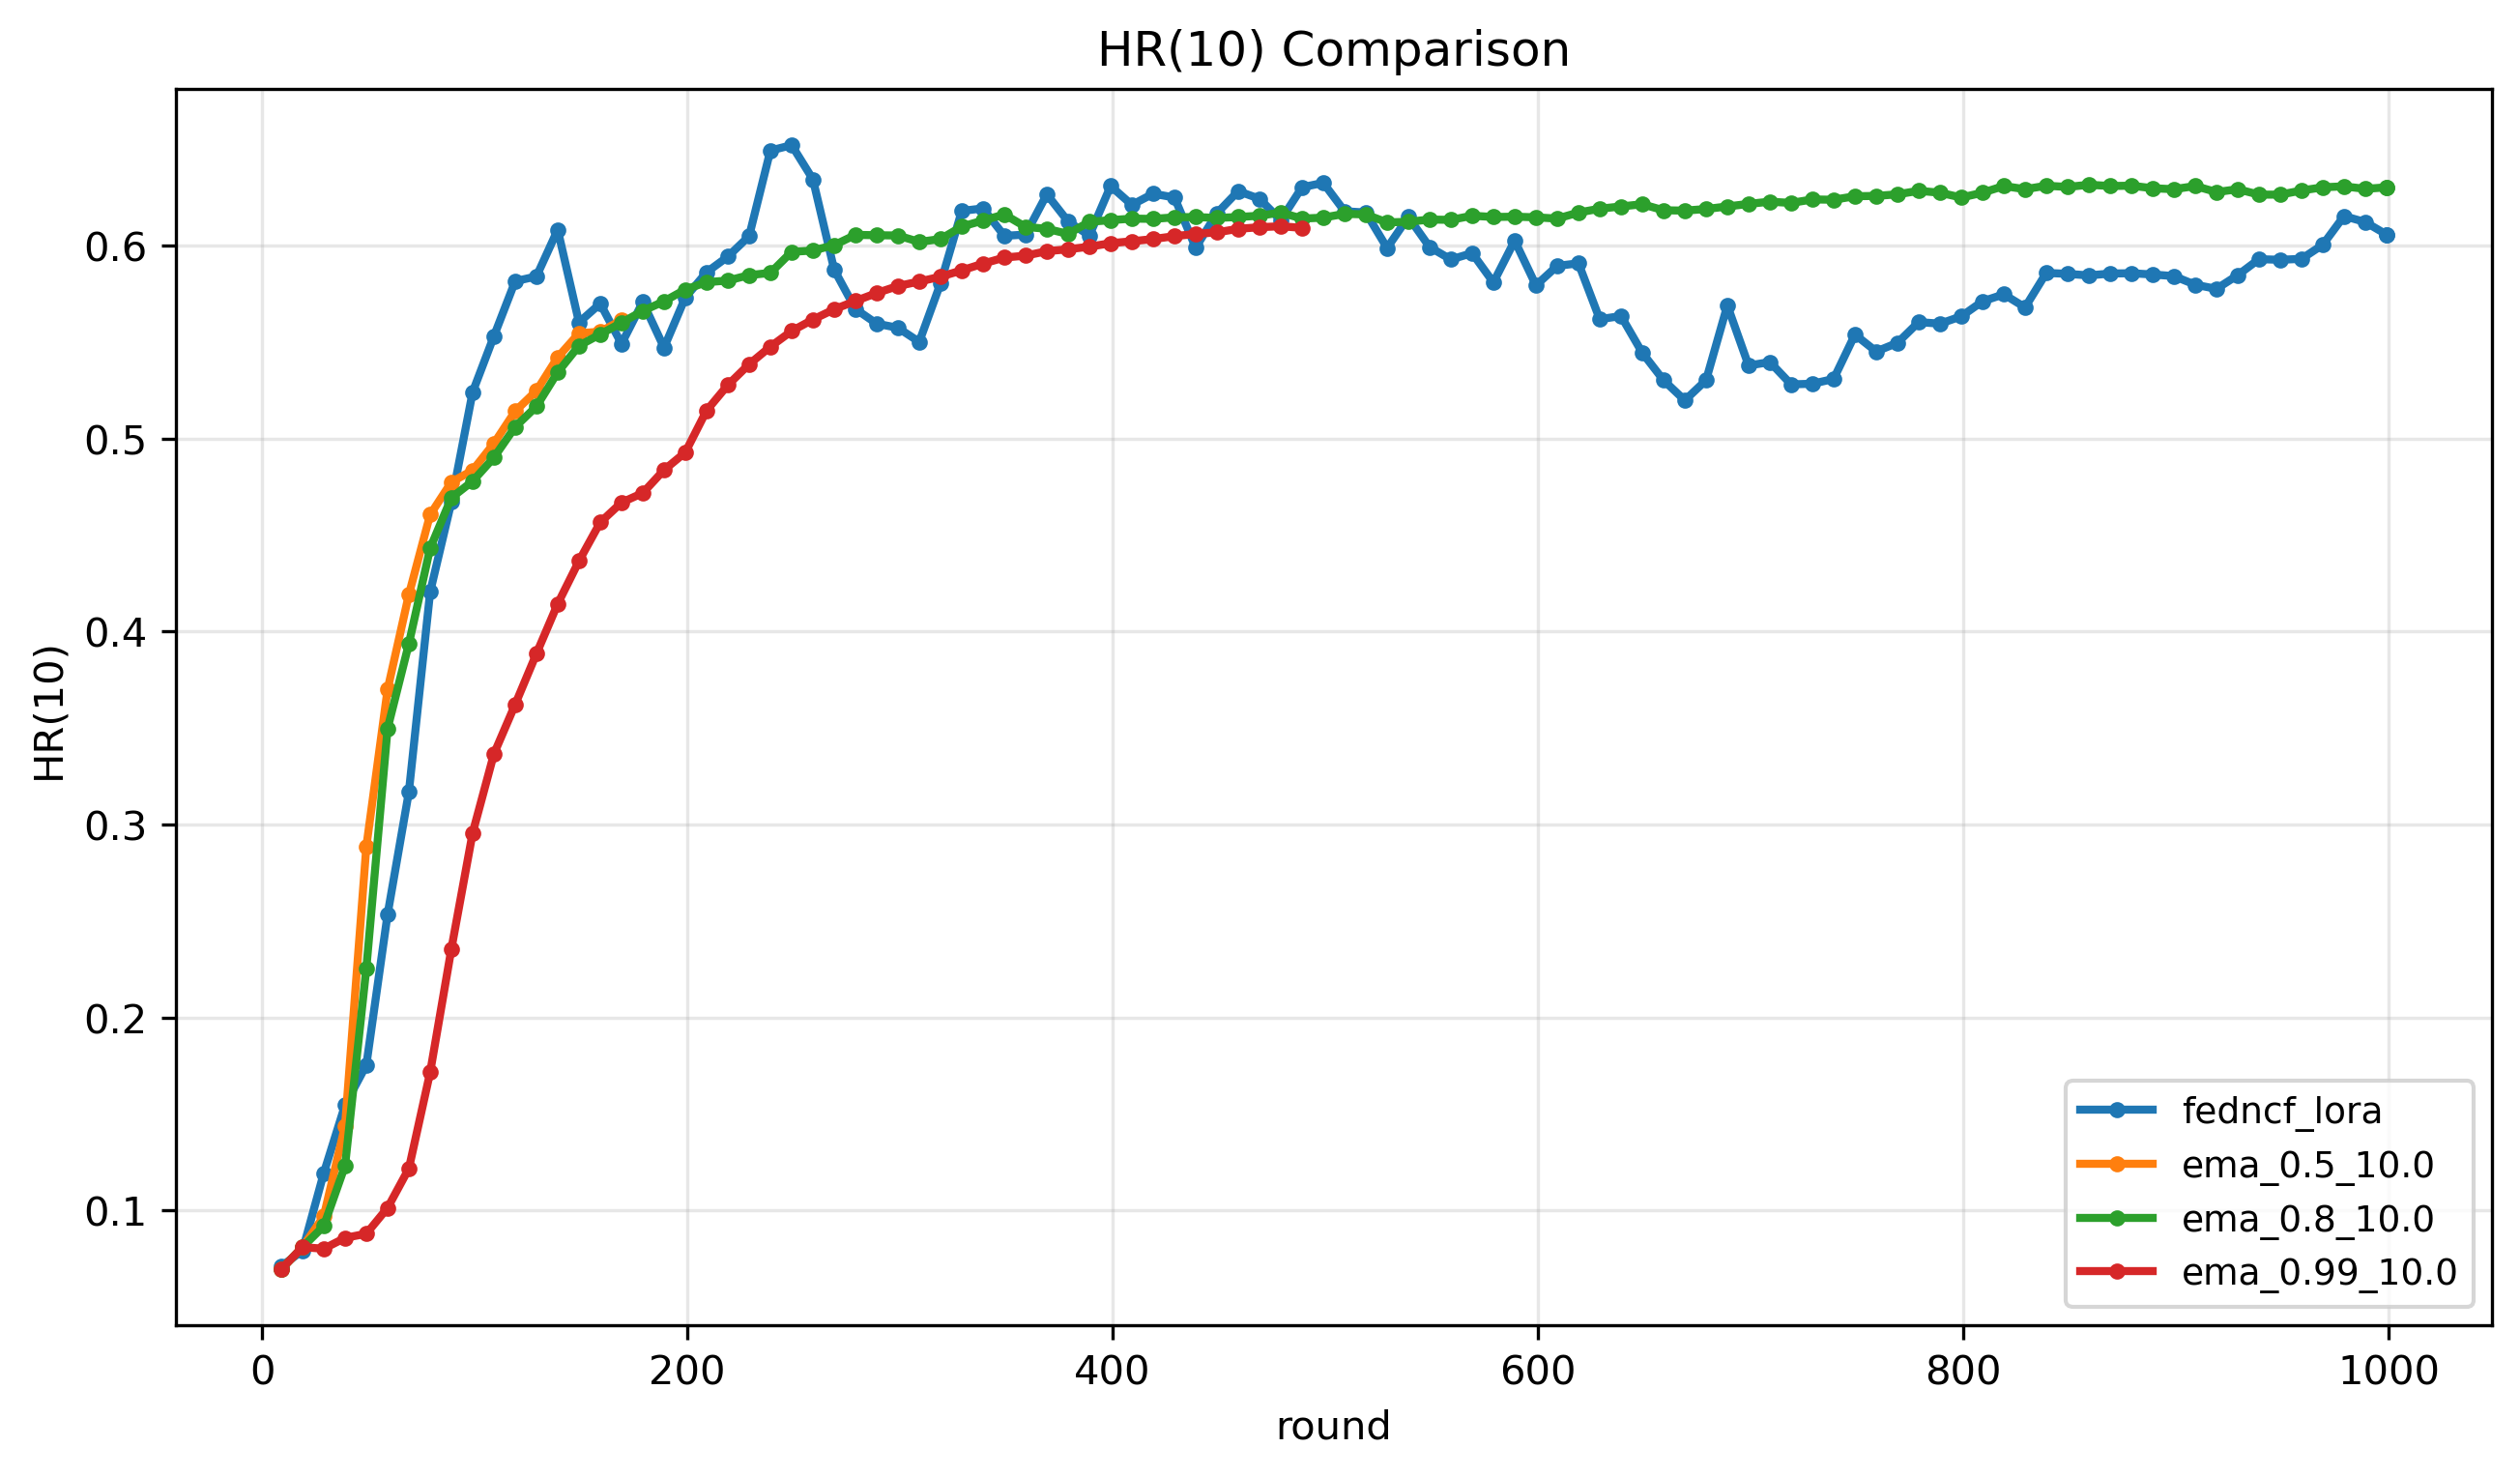 HR(10) Comparison
HR(10)
0.6
0.5
0.4
0.3
0.2
0.1
0 200 400 600 800 1000
round
fedncf_lora
ema_0.5_10.0
ema_0.8_10.0
ema_0.99_10.0